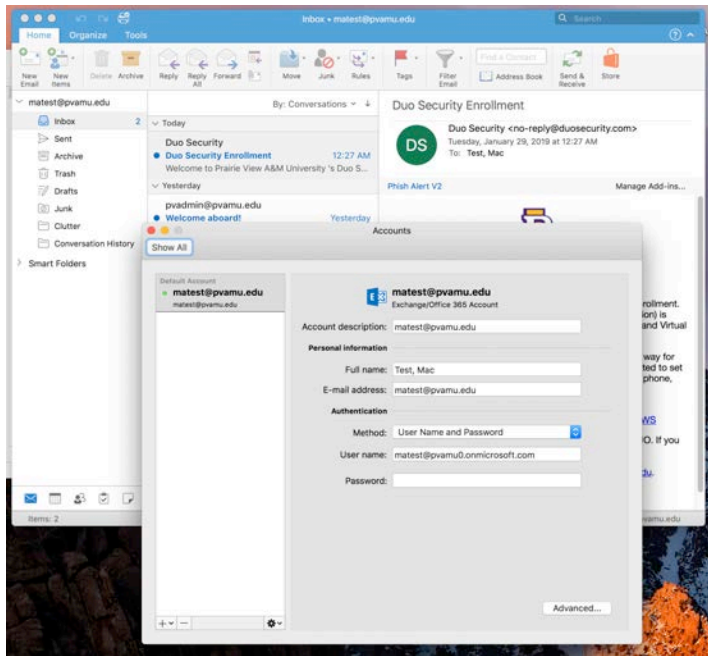 Inbox • matest@pvamu.edu
Search
Home Organize Tools
New Email
New Items
Delete
Archive
Reply
Reply All
Forward
Move
Junk
Rules
Tags
Filter Email
Find a Contact
Address Book
Send & Receive
Store
matest@pvamu.edu
Inbox 2
Sent
Archive
Trash
Drafts
Junk
Clutter
Conversation History
Smart Folders
By: Conversations
Today
Duo Security
Duo Security Enrollment 12:27 AM
Welcome to Prairie View A&M University 's Duo S...
Yesterday
pvadmin@pvamu.edu
Welcome aboard! Yesterday
Duo Security Enrollment
DS
Duo Security <no-reply@duosecurity.com>
Tuesday, January 29, 2019 at 12:27 AM
To: Test, Mac
Phish Alert V2 Manage Add-ins...
and Virtual
way for
ted to set
phone,
WS
O. If you
du.
Items: 2
Accounts
Show All
Default Account
matest@pvamu.edu
matest@pvamu.edu
E
matest@pvamu.edu
Exchange/Office 365 Account
Account description: matest@pvamu.edu
Personal information
Full name: Test, Mac
E-mail address: matest@pvamu.edu
Authentication
Method: User Name and Password
User name: matest@pvamu0.onmicrosoft.com
Password:
Advanced...